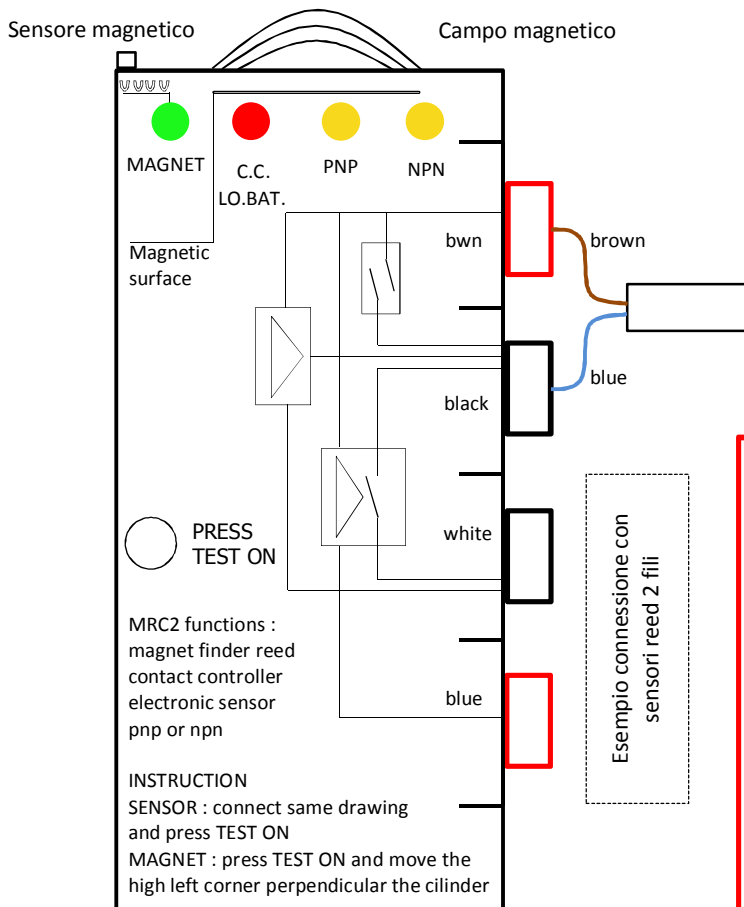 Sensore magnetico
Campo magnetico
MAGNET
C.C.
LO.BAT.
PNP
NPN
Magnetic
surface
bwn
brown
black
blue
white
PRESS
TEST ON
blue
Esempio connessione con
sensori reed 2 fili
MRC2 functions :
magnet finder reed
contact controller
electronic sensor
pnp or npn
INSTRUCTION
SENSOR : connect same drawing
and press TEST ON
MAGNET : press TEST ON and move the
high left corner perpendicular the cilinder